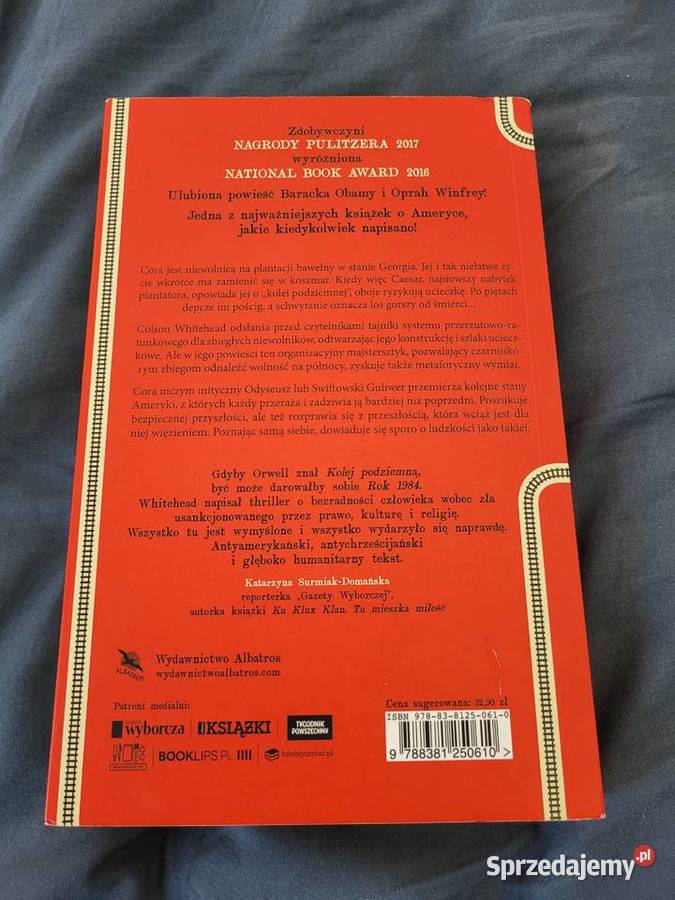 Zdobywczyni
NAGRODY PULITZERA 2017
wyróżniona
NATIONAL BOOK AWARD 2016
Ulubiona powieść Baracka Obamy i Oprah Winfrey!
Jedna z najważniejszych książek o Ameryce,
jakie kiedykolwiek napisano!
Cora jest niewolnicą na plantacji bawełny w stanie Georgia. Jej i tak niełatwe ży-
cie wkrótce ma zamienić się w koszmar. Kiedy więc Caesar, najnowszy nabytek
plantatora, opowiada jej o „kolei podziemnej", oboje ryzykują ucieczkę. Po piętach
depcze im pościg, a schwytanie oznacza los gorszy od śmierci...
Colson Whitehead odsłania przed czytelnikami tajniki systemu przerzutowo-ra-
tunkowego dla zbiegłych niewolników, odtwarzając jego konstrukcję i szlaki uciecz-
kowe. Ale w jego powieści ten organizacyjny majstersztyk, pozwalający czarnoskó-
rym zbiegom odnaleźć wolność na północy, zyskuje także metaforyczny wymiar.
Cora niczym mityczny Odyseusz lub Swiftowski Guliwer przemierza kolejne stany
Ameryki, z których każdy przeraża i zadziwia ją bardziej niż poprzedni. Poszukuje
bezpiecznej przyszłości, ale też rozprawia się z przeszłością, która wciąż jest dla
niej więzieniem. Poznając samą siebie, dowiaduje się sporo o ludzkości jako takiej.
Gdyby Orwell znał Kolej podziemną,
być może darowałby sobie Rok 1984.
Whitehead napisał thriller o bezradności człowieka wobec zła
usankcjonowanego przez prawo, kulturę i religię.
Wszystko tu jest wymyślone i wszystko wydarzyło się naprawdę.
Antyamerykański, antychrześcijański
i głęboko humanitarny tekst.
Katarzyna Surmiak-Domańska
reporterka „Gazety Wyborczej",
autorka książki Ku Klux Klan. Tu mieszka miłość
ALBATROS
Wydawnictwo Albatros
wydawnictwoalbatros.com
Patroni medialni:
wyborcza
KSIĄŻKI
TYGODNIK
POWSZECHNY
BOOKLIPS.PL
lubimyczytać.pl
Cena sugerowana: 32,90 zł
ISBN 978-83-8125-061-0
9 788381 250610 >
Sprzedajemy.pl